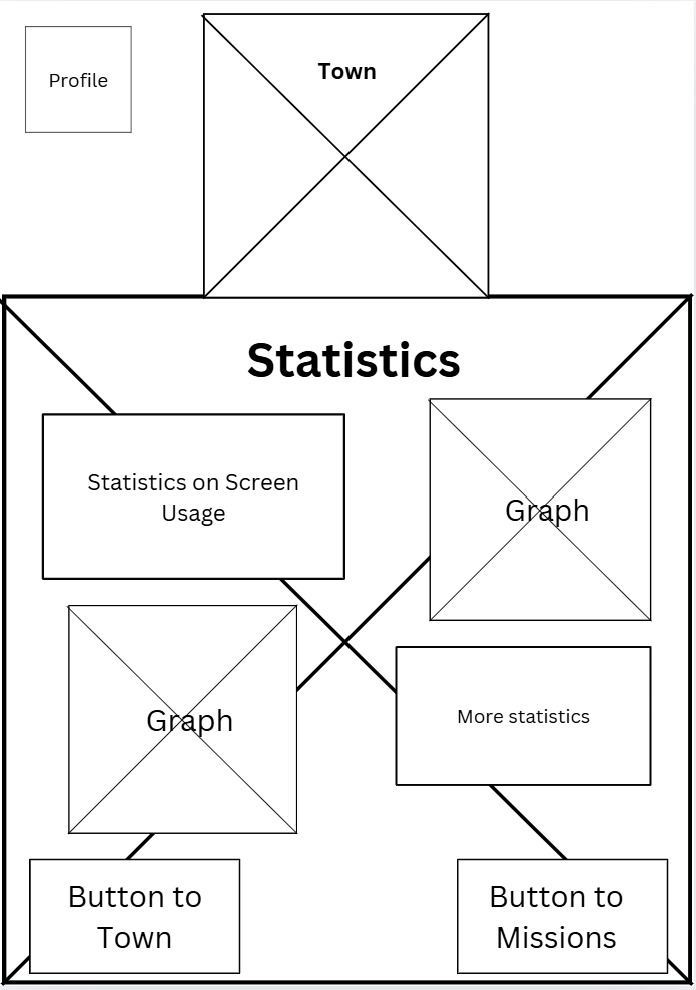 Profile
Town
Statistics
Statistics on Screen
Usage
Graph
Graph
More statistics
Button to
Town
Button to
Missions